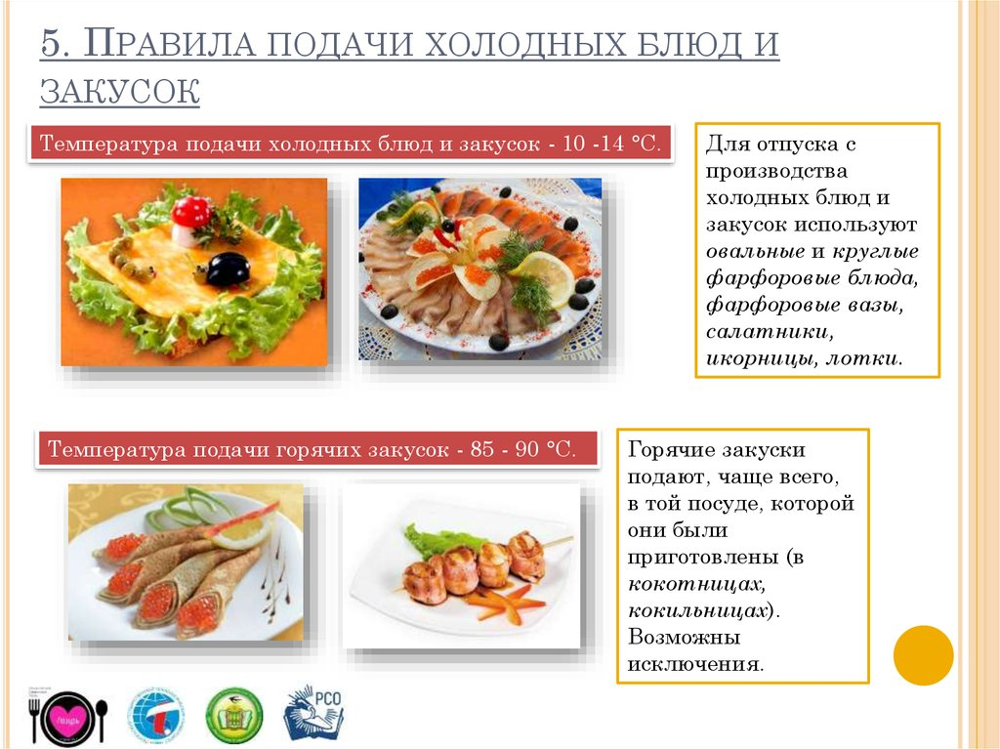 5. Правила подачи холодных блюд и
закусок
Температура подачи холодных блюд и закусок - 10 -14 °С.
Для отпуска с
производства
холодных блюд и
закусок используют
овальные и круглые
фарфоровые блюда,
фарфоровые вазы,
салатники,
икорницы, лотки.
Температура подачи горячих закусок - 85 - 90 °С.
Горячие закуски
подают, чаще всего,
в той посуде, которой
они были
приготовлены (в
кокотницах,
кокильницах).
Возможны
исключения.
Лазурь
РСО